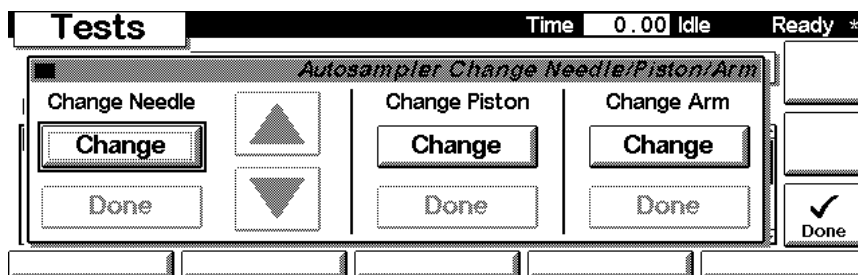 Tests
Time 0.00 Idle Ready *
Autosampler Change Needle/Piston/Arm
Change Needle Change Piston Change Arm
Change Change Change
Done Done Done
Done